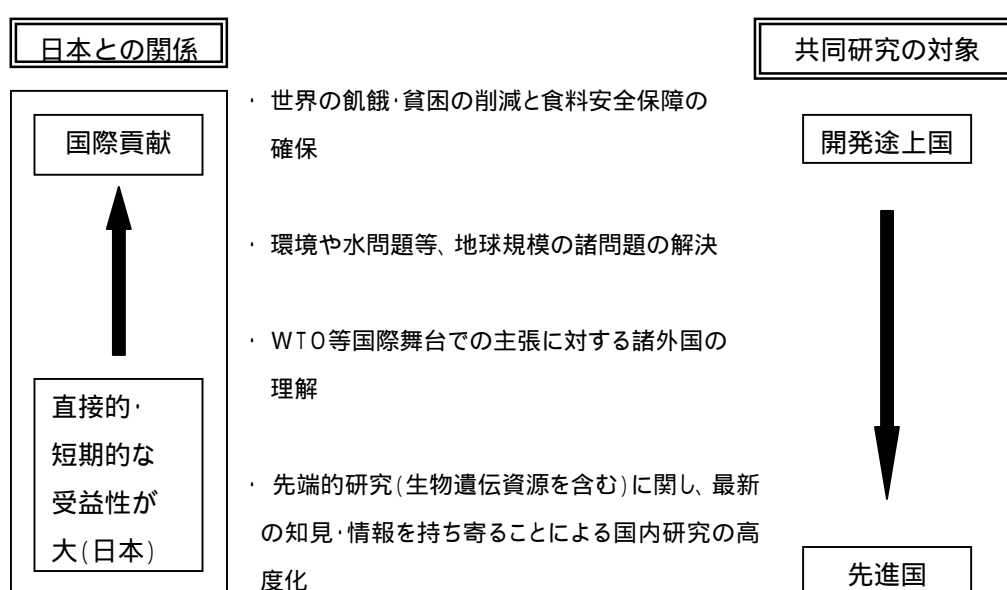 日本との関係
共同研究の対象
国際貢献
直接的・
短期的な
受益性が
大(日本)
・ 世界の飢餓・貧困の削減と食料安全保障の
確保
・ 環境や水問題等、地球規模の諸問題の解決
・ WTO等国際舞台での主張に対する諸外国の
理解
・ 先端的研究(生物遺伝資源を含む)に関し、最新
の知見・情報を持ち寄ることによる国内研究の高
度化
開発途上国
先進国